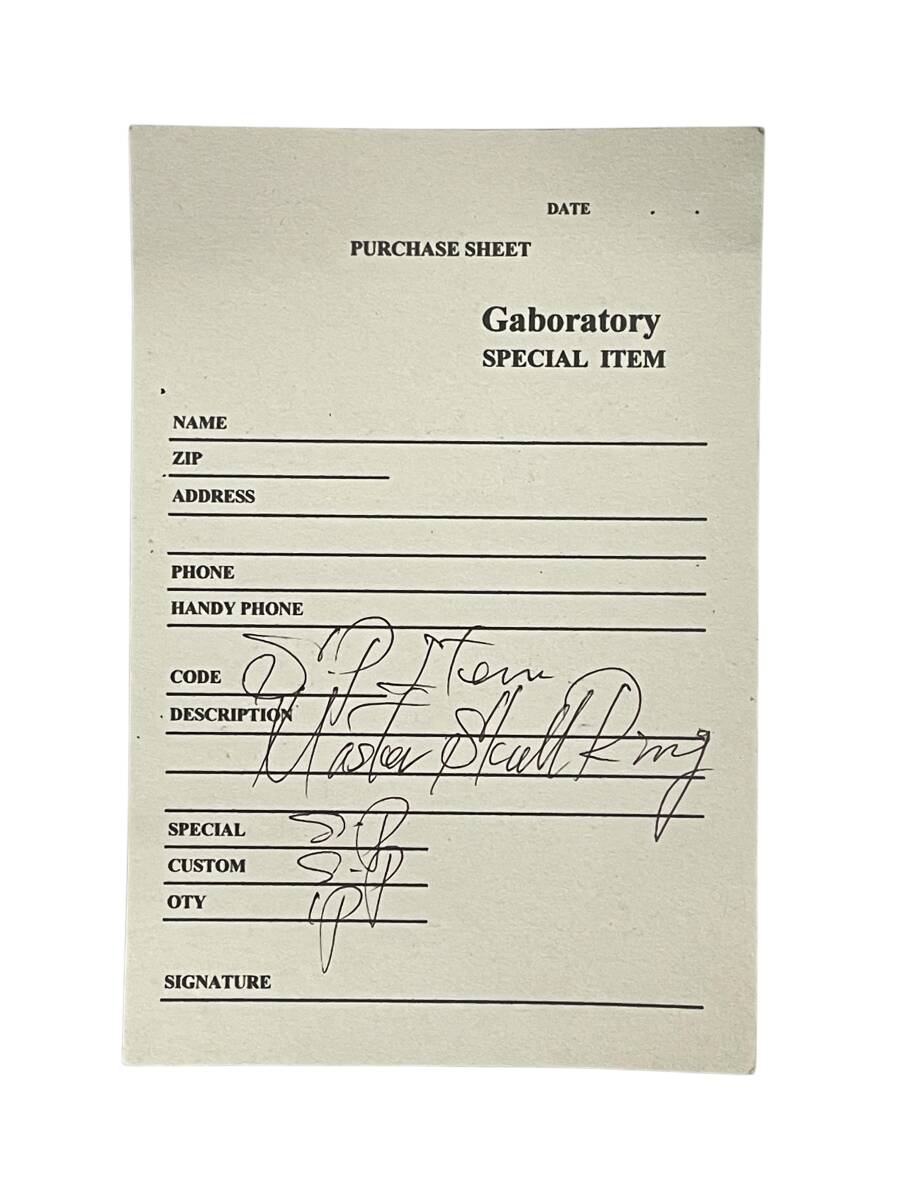 DATE . .
PURCHASE SHEET
Gaboratory
SPECIAL ITEM
NAME
ZIP
ADDRESS
PHONE
HANDY PHONE
CODE S.P Item
DESCRIPTION Master Skull Ring
SPECIAL S-P
CUSTOM S-P
OTY 1P
SIGNATURE